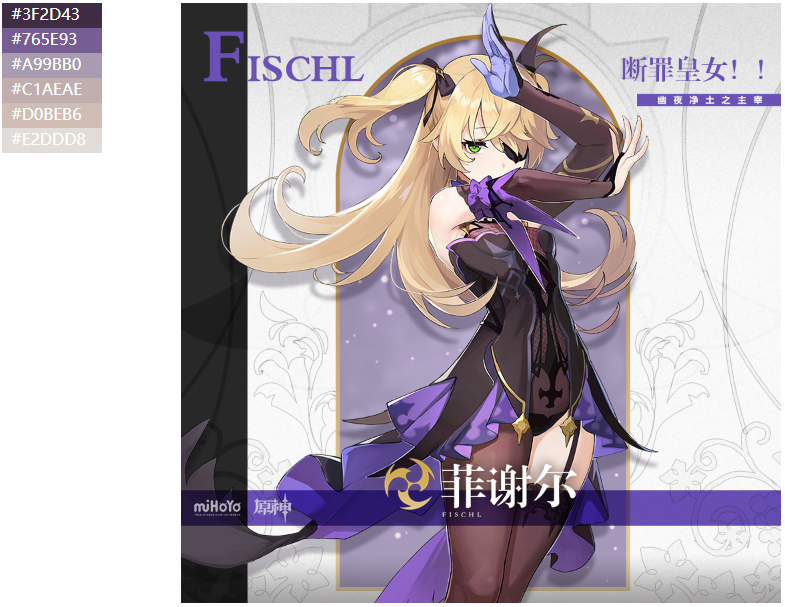 #3F2D43
#765E93
#A99BB0
#C1AEAE
#D0BEB6
#E2DDD8
FISCHL
断罪皇女！！
幽夜净土之主宰
菲谢尔
FISCHL
miHoYo
原神